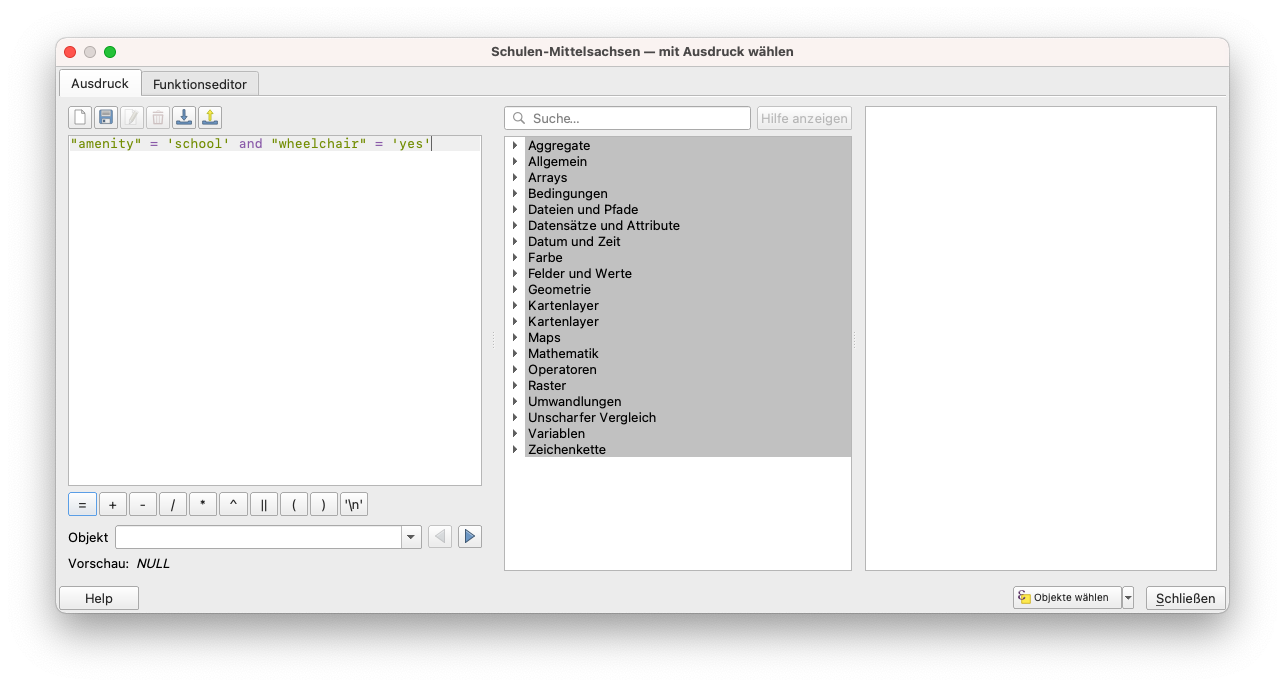 Schulen-Mittelsachsen — mit Ausdruck wählen
Ausdruck
Funktionseditor
"amenity" = 'school' and "wheelchair" = 'yes'
= + - / * ^ || ( ) '\n'
Objekt
Vorschau: NULL
Suche…
Hilfe anzeigen
Aggregate
Allgemein
Arrays
Bedingungen
Dateien und Pfade
Datensätze und Attribute
Datum und Zeit
Farbe
Felder und Werte
Geometrie
Kartenlayer
Kartenlayer
Maps
Mathematik
Operatoren
Raster
Umwandlungen
Unscharfer Vergleich
Variablen
Zeichenkette
Help
Objekte wählen
Schließen